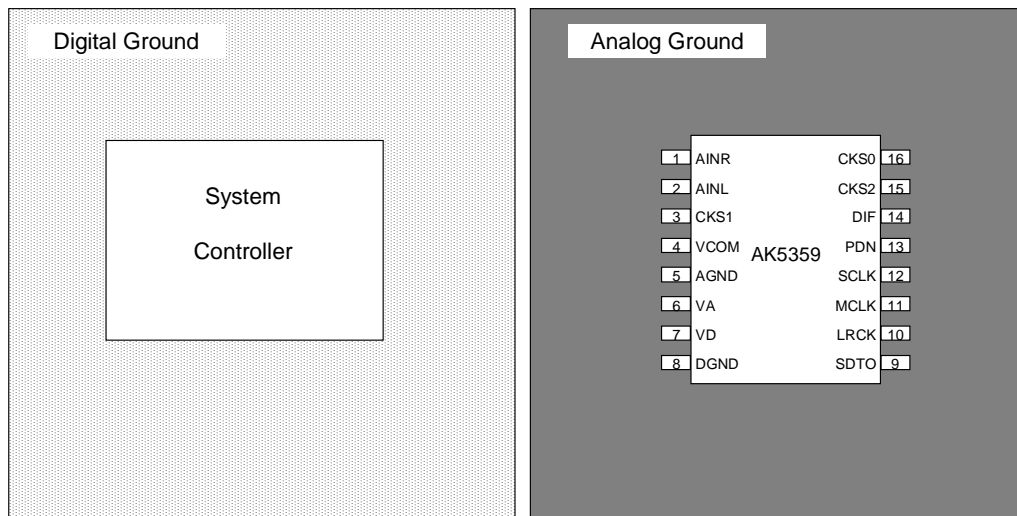 Digital Ground
System
Controller
Analog Ground
1 AINR
2 AINL
3 CKS1
4 VCOM
5 AGND
6 VA
7 VD
8 DGND
AK5359
CKS0 16
CKS2 15
DIF 14
PDN 13
SCLK 12
MCLK 11
LRCK 10
SDTO 9